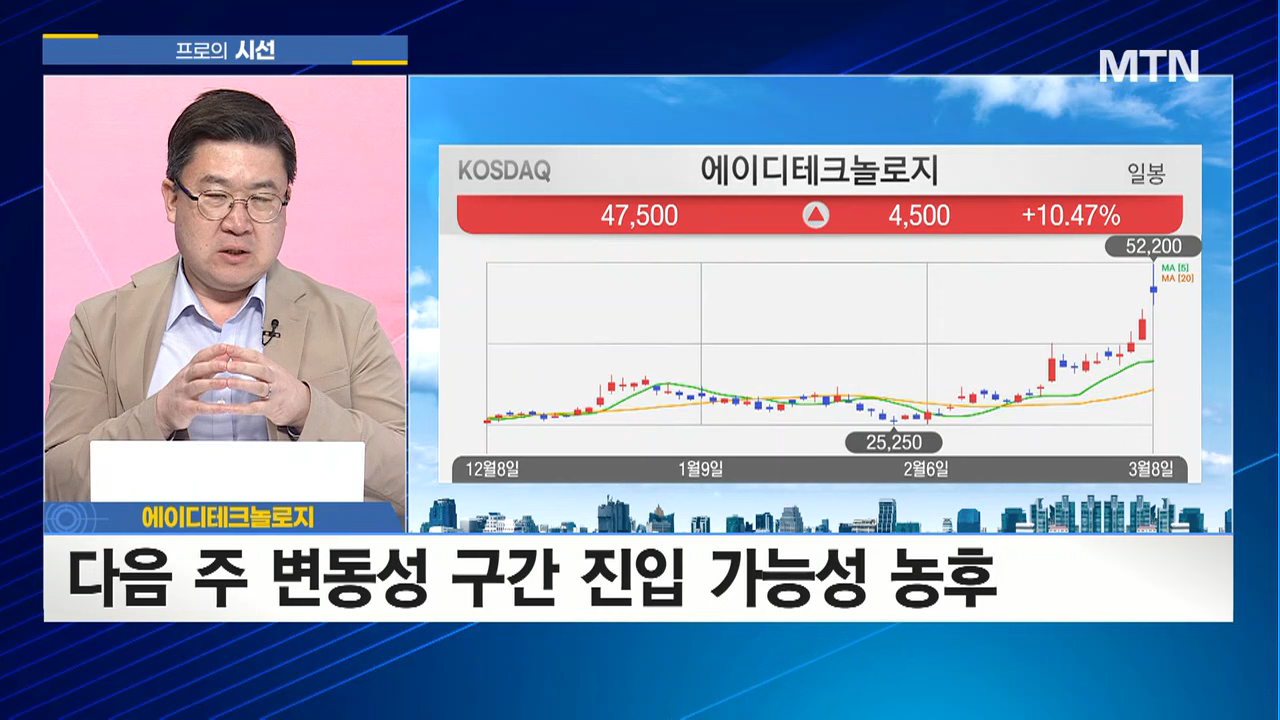 프로의 시선
MTN
KOSDAQ 에이디테크놀로지 일봉
47,500 4,500 +10.47%
52,200
MA [5]
MA [20]
25,250
12월8일 1월9일 2월6일 3월8일
에이디테크놀로지
다음 주 변동성 구간 진입 가능성 농후